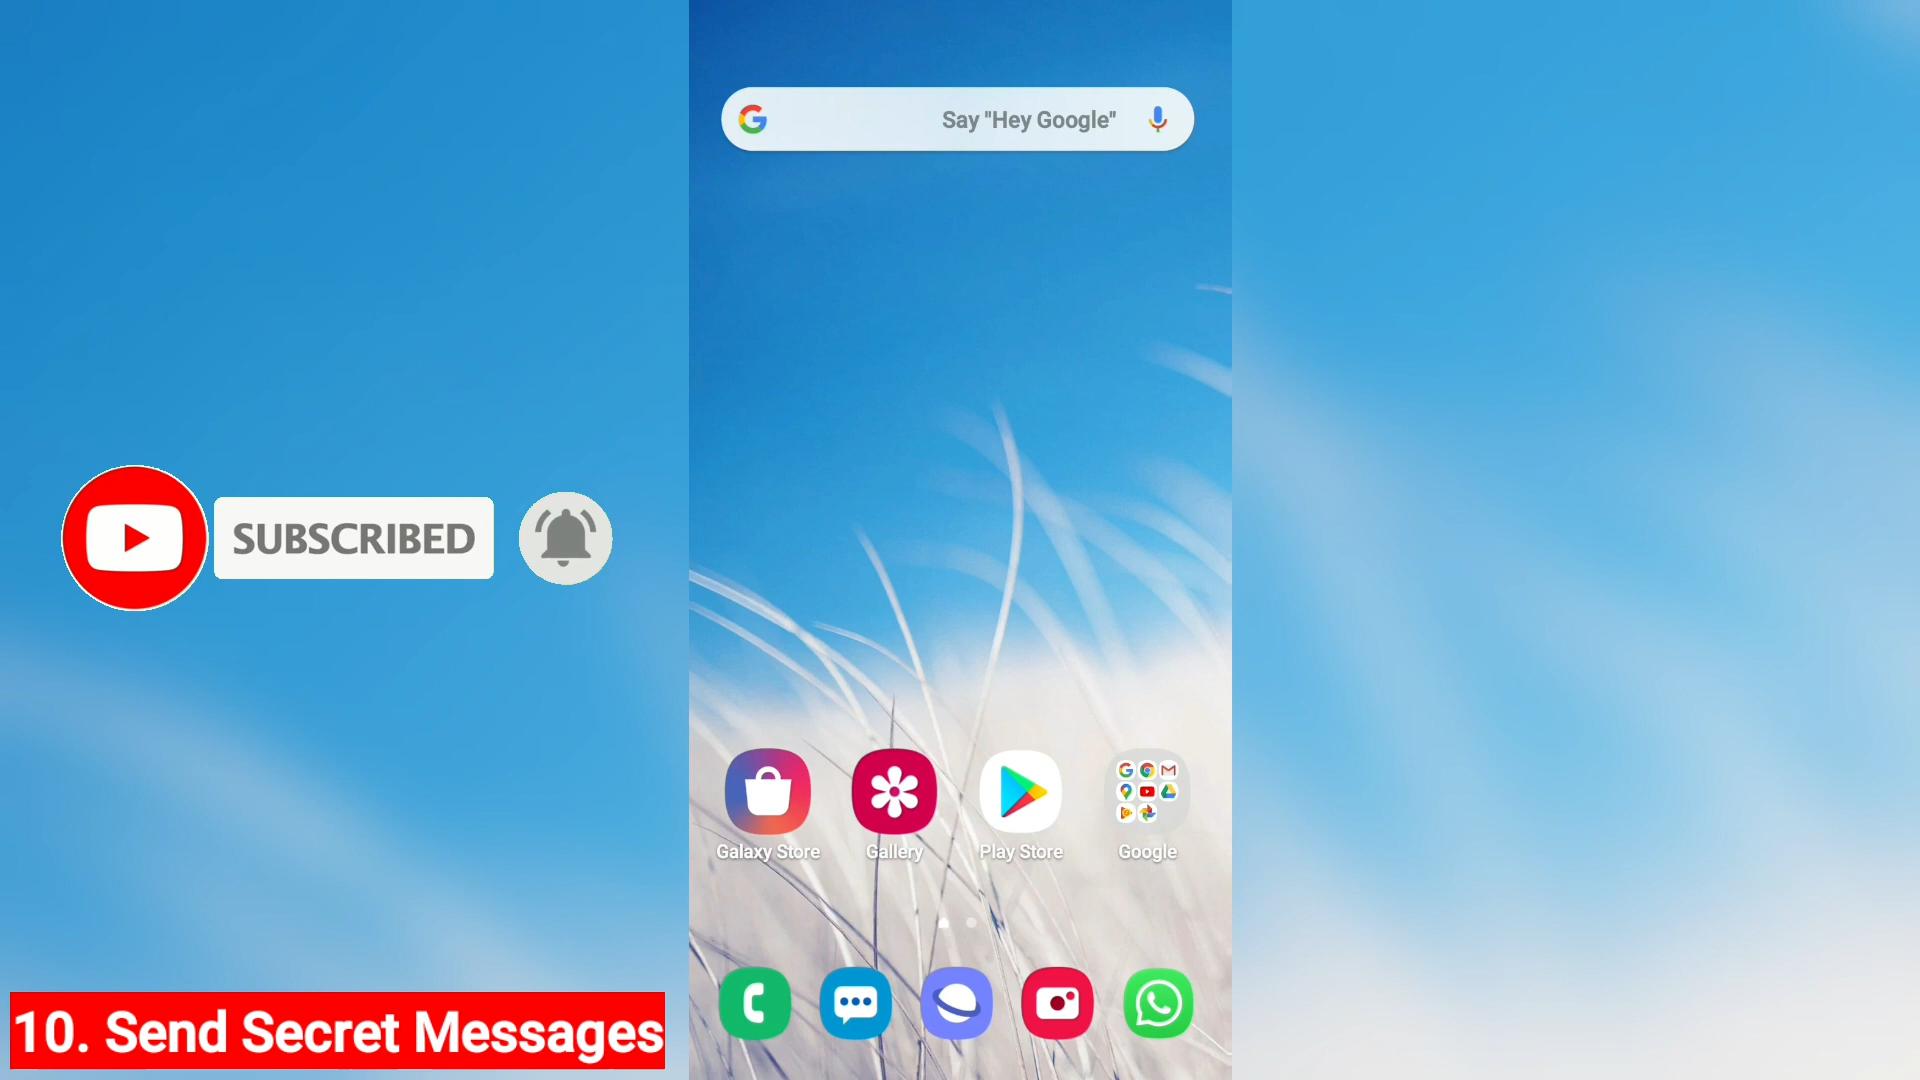 Say "Hey Google"
SUBSCRIBED
Galaxy Store
Gallery
Play Store
Google
10. Send Secret Messages